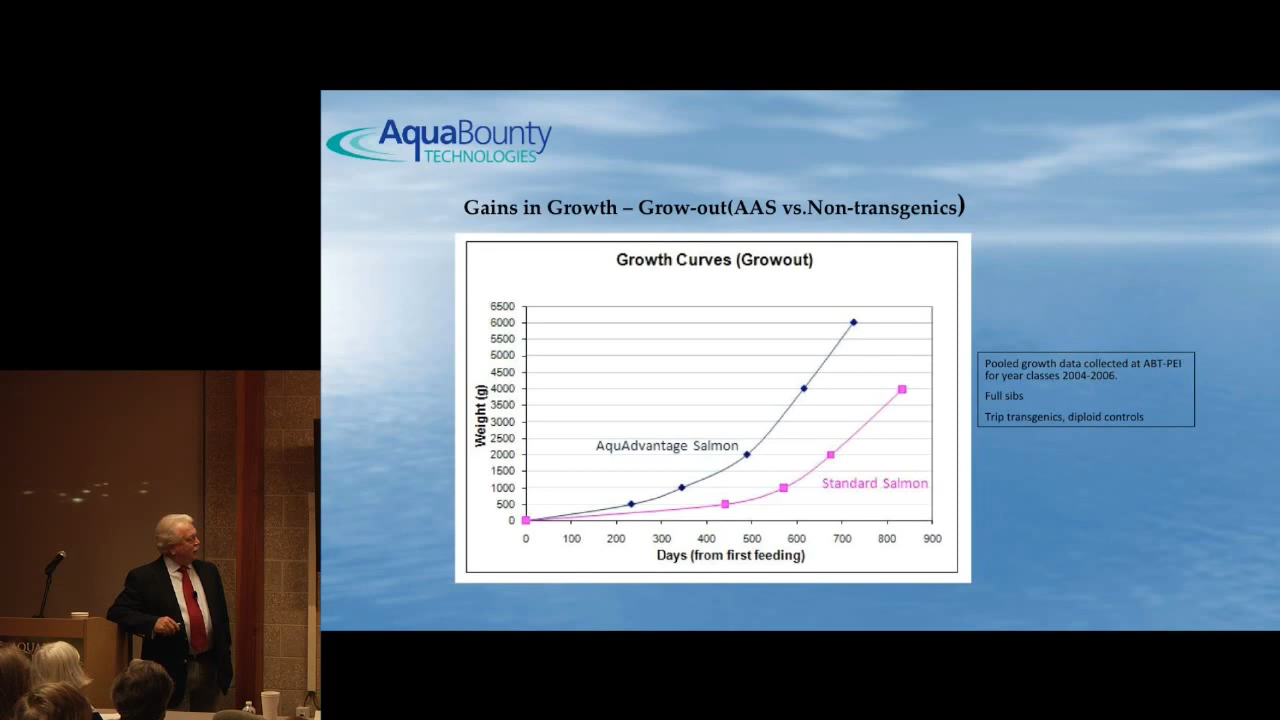 AquaBounty
TECHNOLOGIES
Gains in Growth – Grow-out(AAS vs.Non-transgenics)
Growth Curves (Growout)
Weight (g)
6500
6000
5500
5000
4500
4000
3500
3000
2500
2000
1500
1000
500
0
AquAdvantage Salmon
Standard Salmon
0 100 200 300 400 500 600 700 800 900
Days (from first feeding)
Pooled growth data collected at ABT-PEI
for year classes 2004-2006.
Full sibs
Trip transgenics, diploid controls